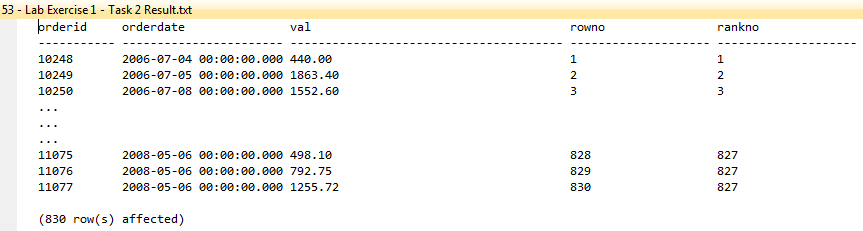 53 - Lab Exercise 1 - Task 2 Result.txt
orderid orderdate val rowno rankno
----------- ----------------------- --------------------------------------- -------------------- --------------------
10248 2006-07-04 00:00:00.000 440.00 1 1
10249 2006-07-05 00:00:00.000 1863.40 2 2
10250 2006-07-08 00:00:00.000 1552.60 3 3
...
...
...
11075 2008-05-06 00:00:00.000 498.10 828 827
11076 2008-05-06 00:00:00.000 792.75 829 827
11077 2008-05-06 00:00:00.000 1255.72 830 827
(830 row(s) affected)